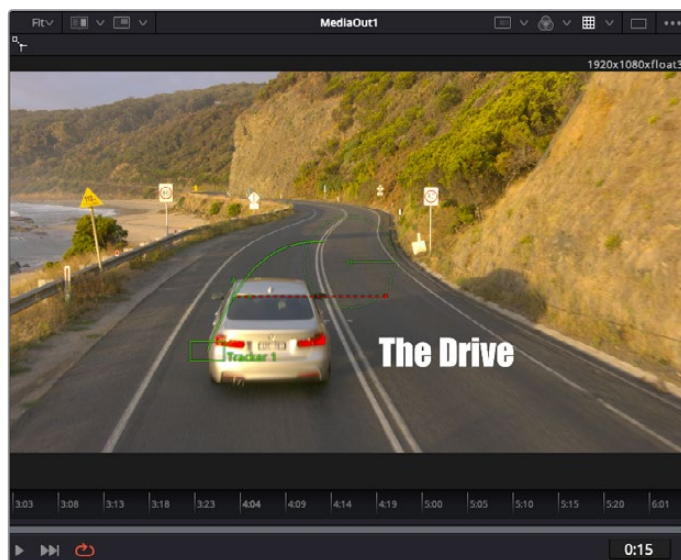 Fit
MediaOut1
1920x1080xfloat3
Tracker 1
The Drive
3:03 3:08 3:13 3:18 3:23 4:04 4:09 4:14 4:19 5:00 5:05 5:10 5:15 5:20 6:01
0:15